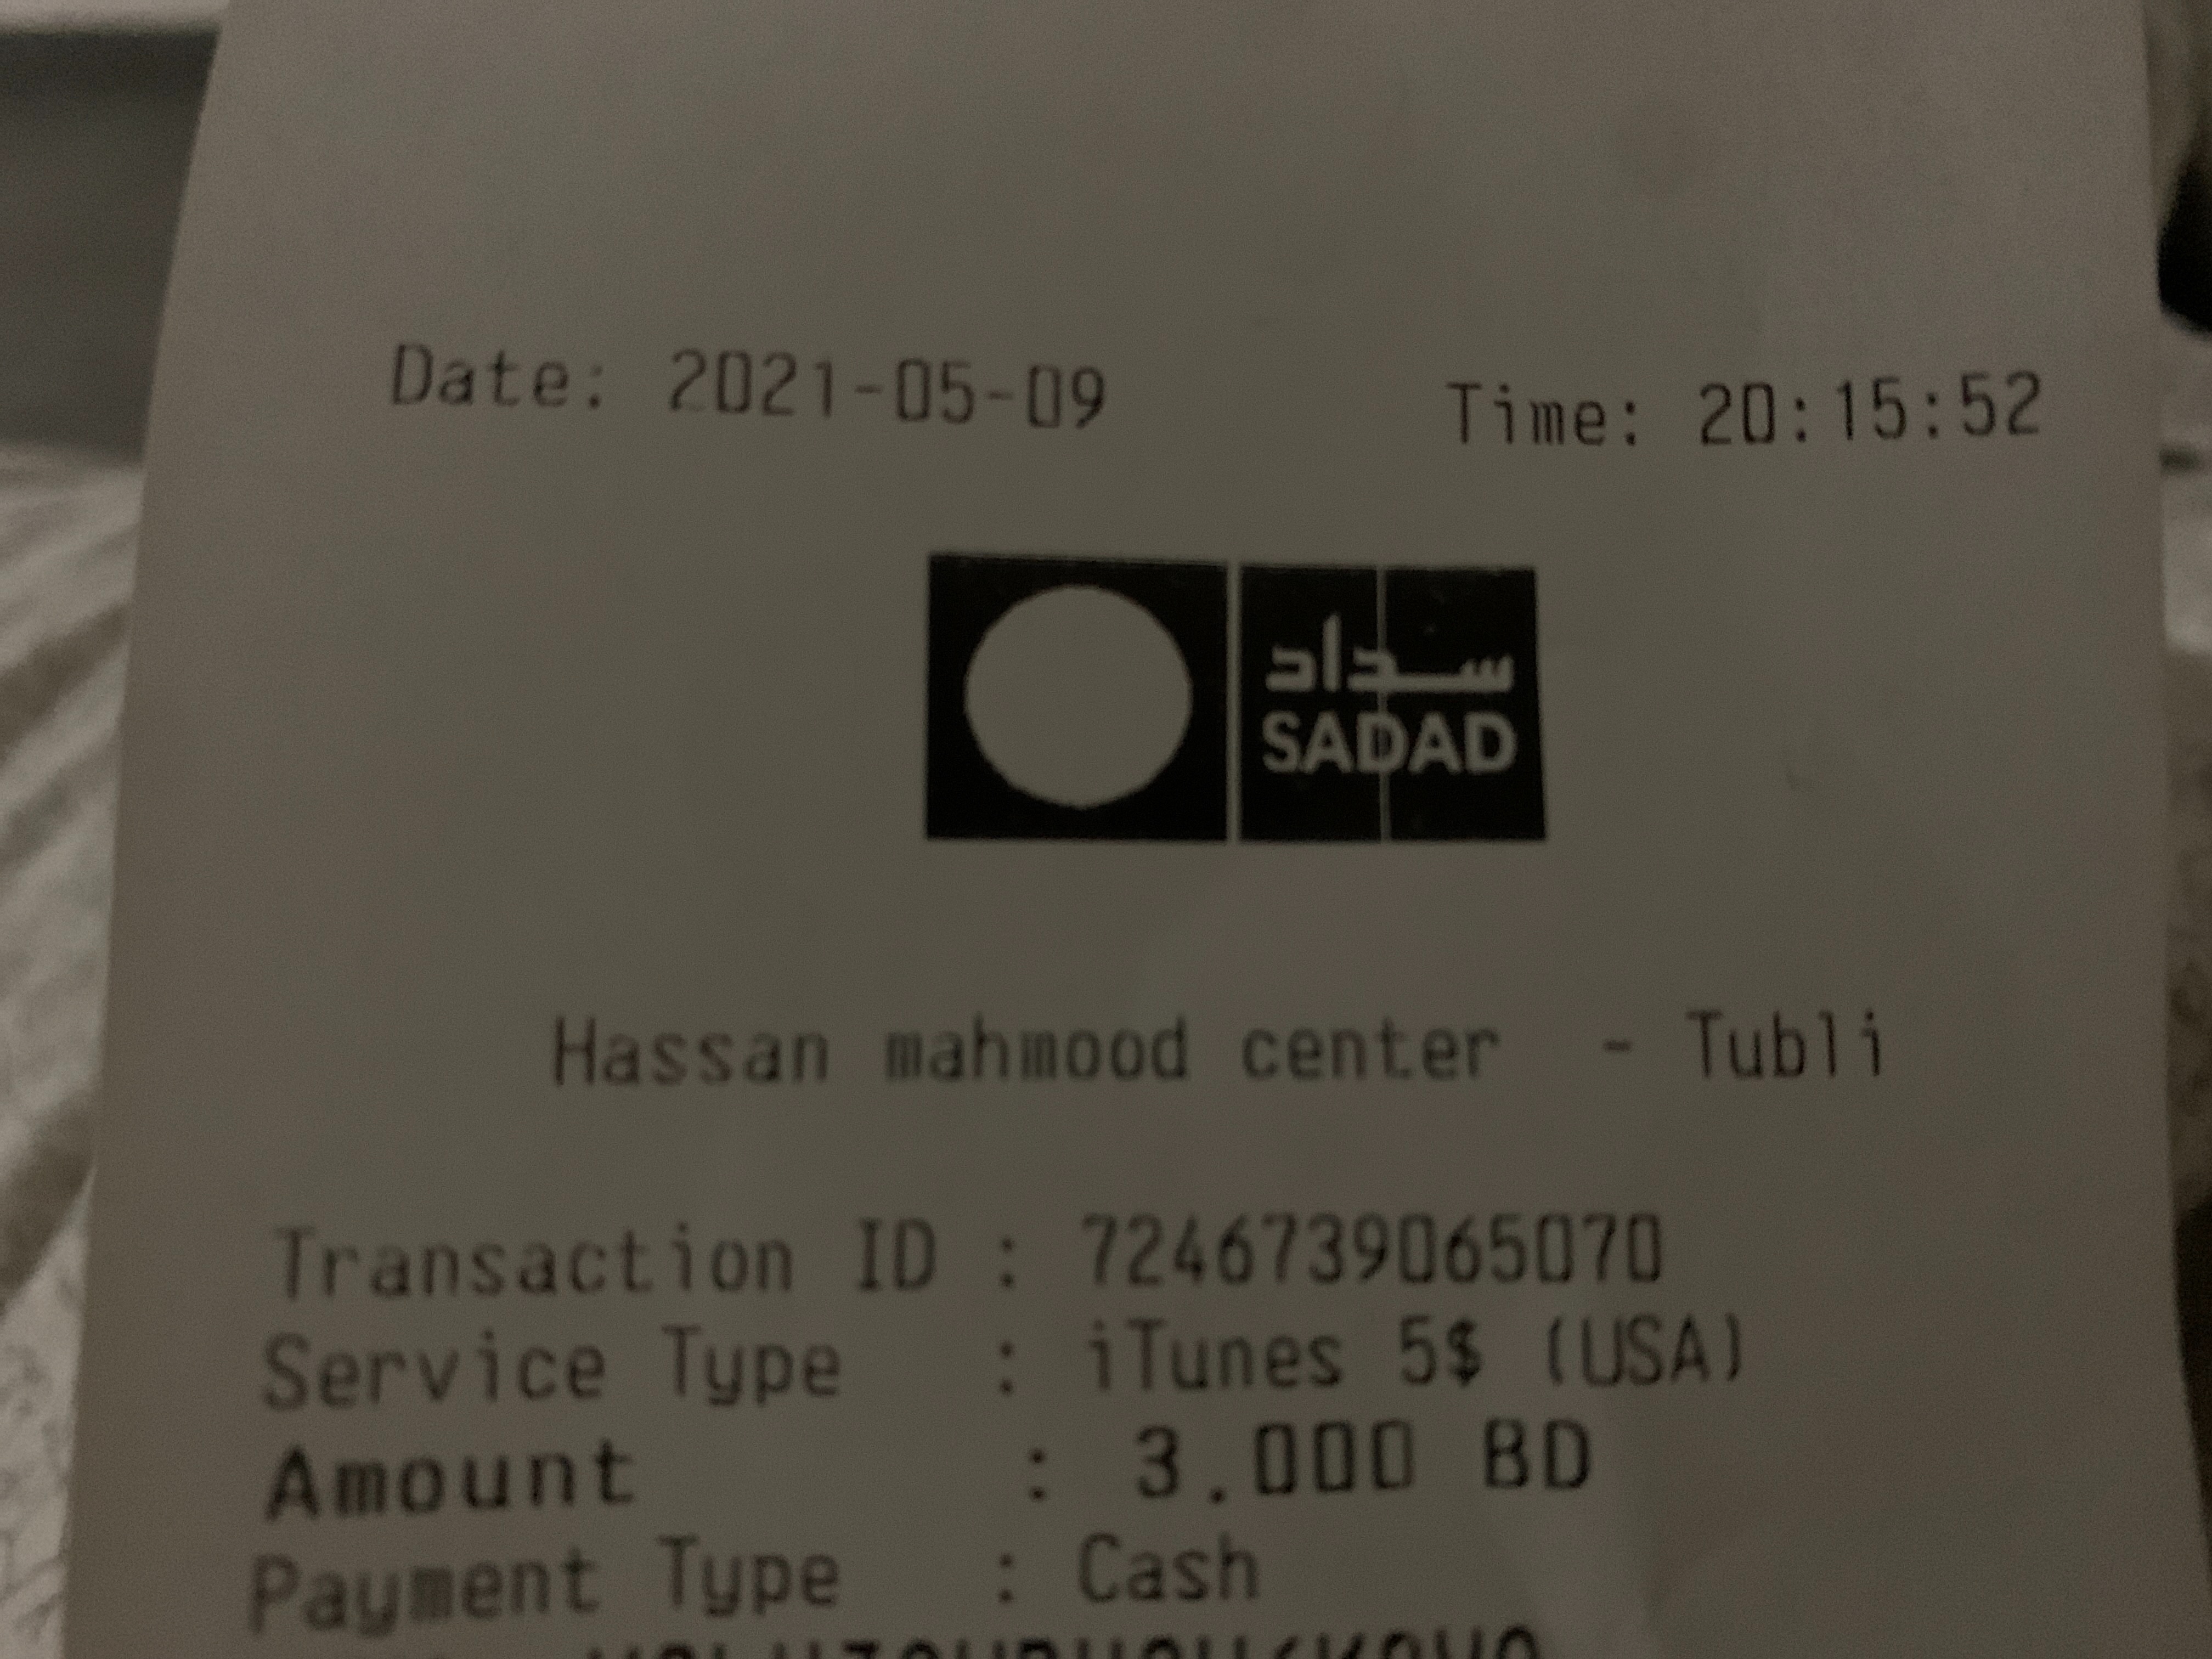 Date: 2021-05-09 Time: 20:15:52
سداد
SADAD
Hassan mahmood center - Tubli
Transaction ID : 7246739065070
Service Type : iTunes 5$ (USA)
Amount : 3.000 BD
Payment Type : Cash